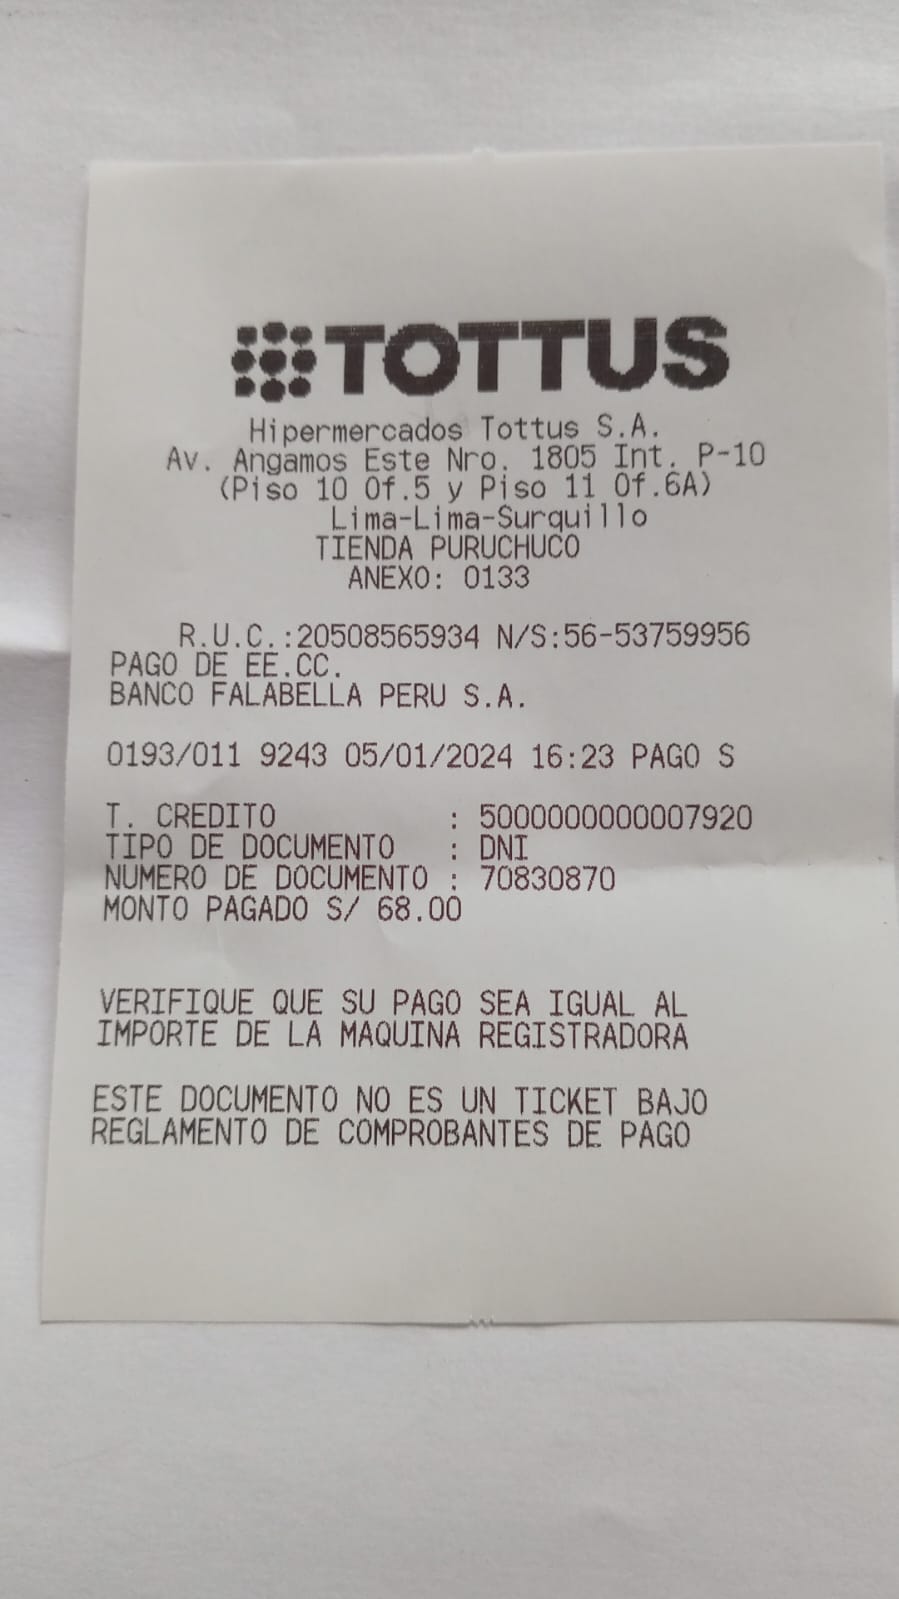 TOTTUS
Hipermercados Tottus S.A.
Av. Angamos Este Nro. 1805 Int. P-10
(Piso 10 Of.5 y Piso 11 Of.6A)
Lima-Lima-Surquillo
TIENDA PURUCHUCO
ANEXO: 0133
R.U.C.:20508565934 N/S:56-53759956
PAGO DE EE.CC.
BANCO FALABELLA PERU S.A.
0193/011 9243 05/01/2024 16:23 PAGO S
T. CREDITO : 5000000000007920
TIPO DE DOCUMENTO : DNI
NUMERO DE DOCUMENTO : 70830870
MONTO PAGADO S/ 68.00
VERIFIQUE QUE SU PAGO SEA IGUAL AL
IMPORTE DE LA MAQUINA REGISTRADORA
ESTE DOCUMENTO NO ES UN TICKET BAJO
REGLAMENTO DE COMPROBANTES DE PAGO